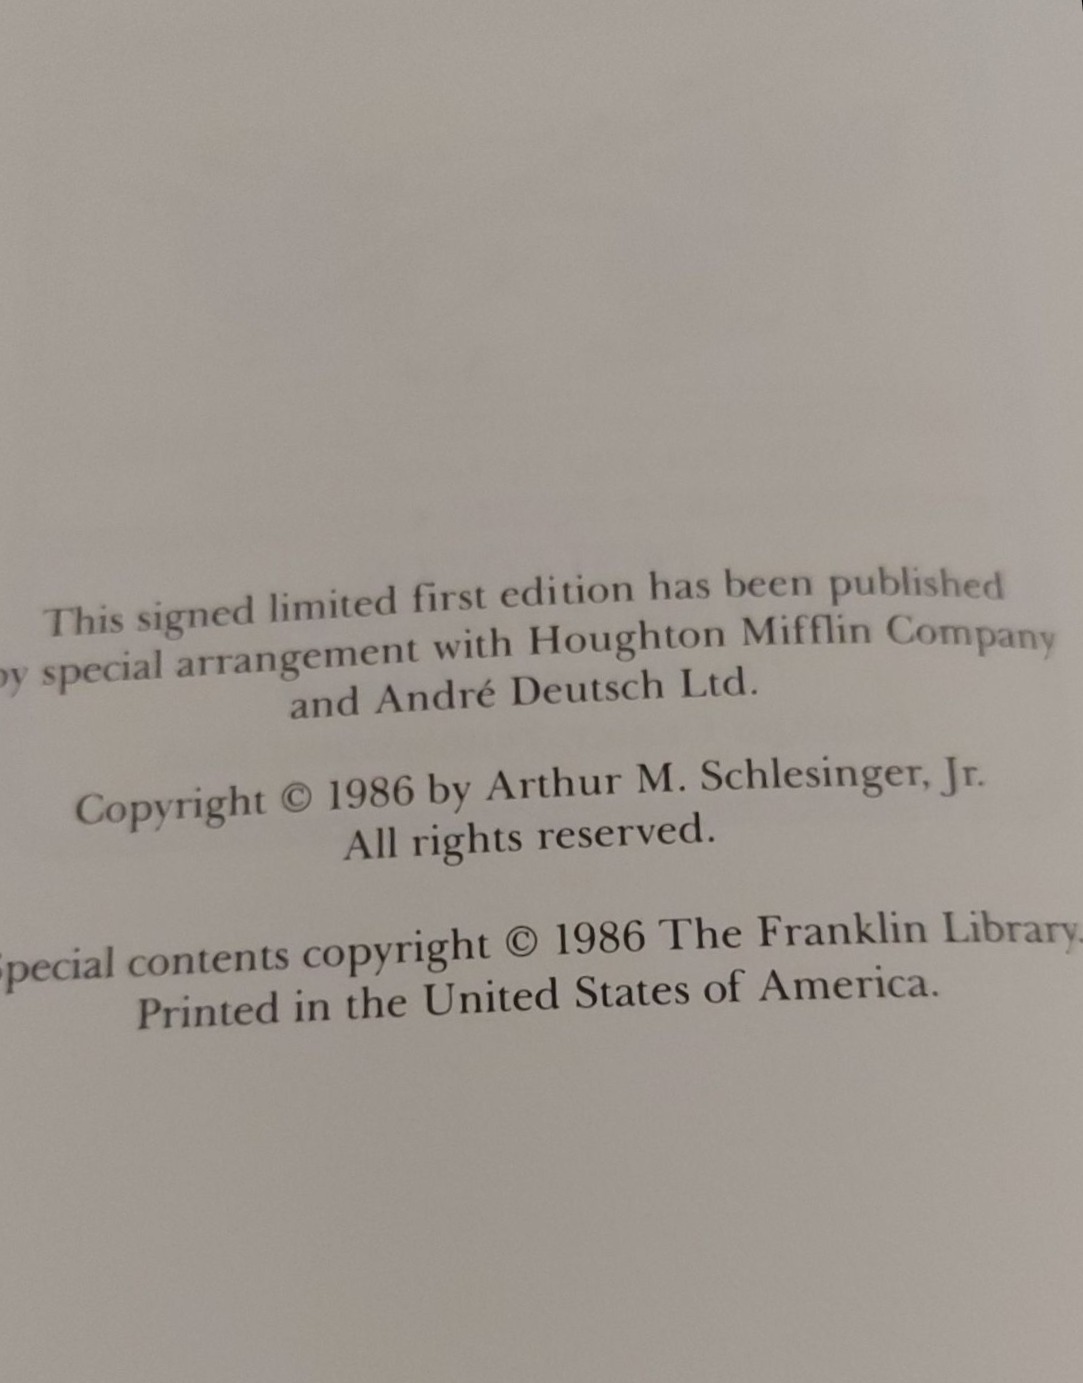 This signed limited first edition has been published
by special arrangement with Houghton Mifflin Company
and André Deutsch Ltd.
Copyright © 1986 by Arthur M. Schlesinger, Jr.
All rights reserved.
Special contents copyright © 1986 The Franklin Library.
Printed in the United States of America.